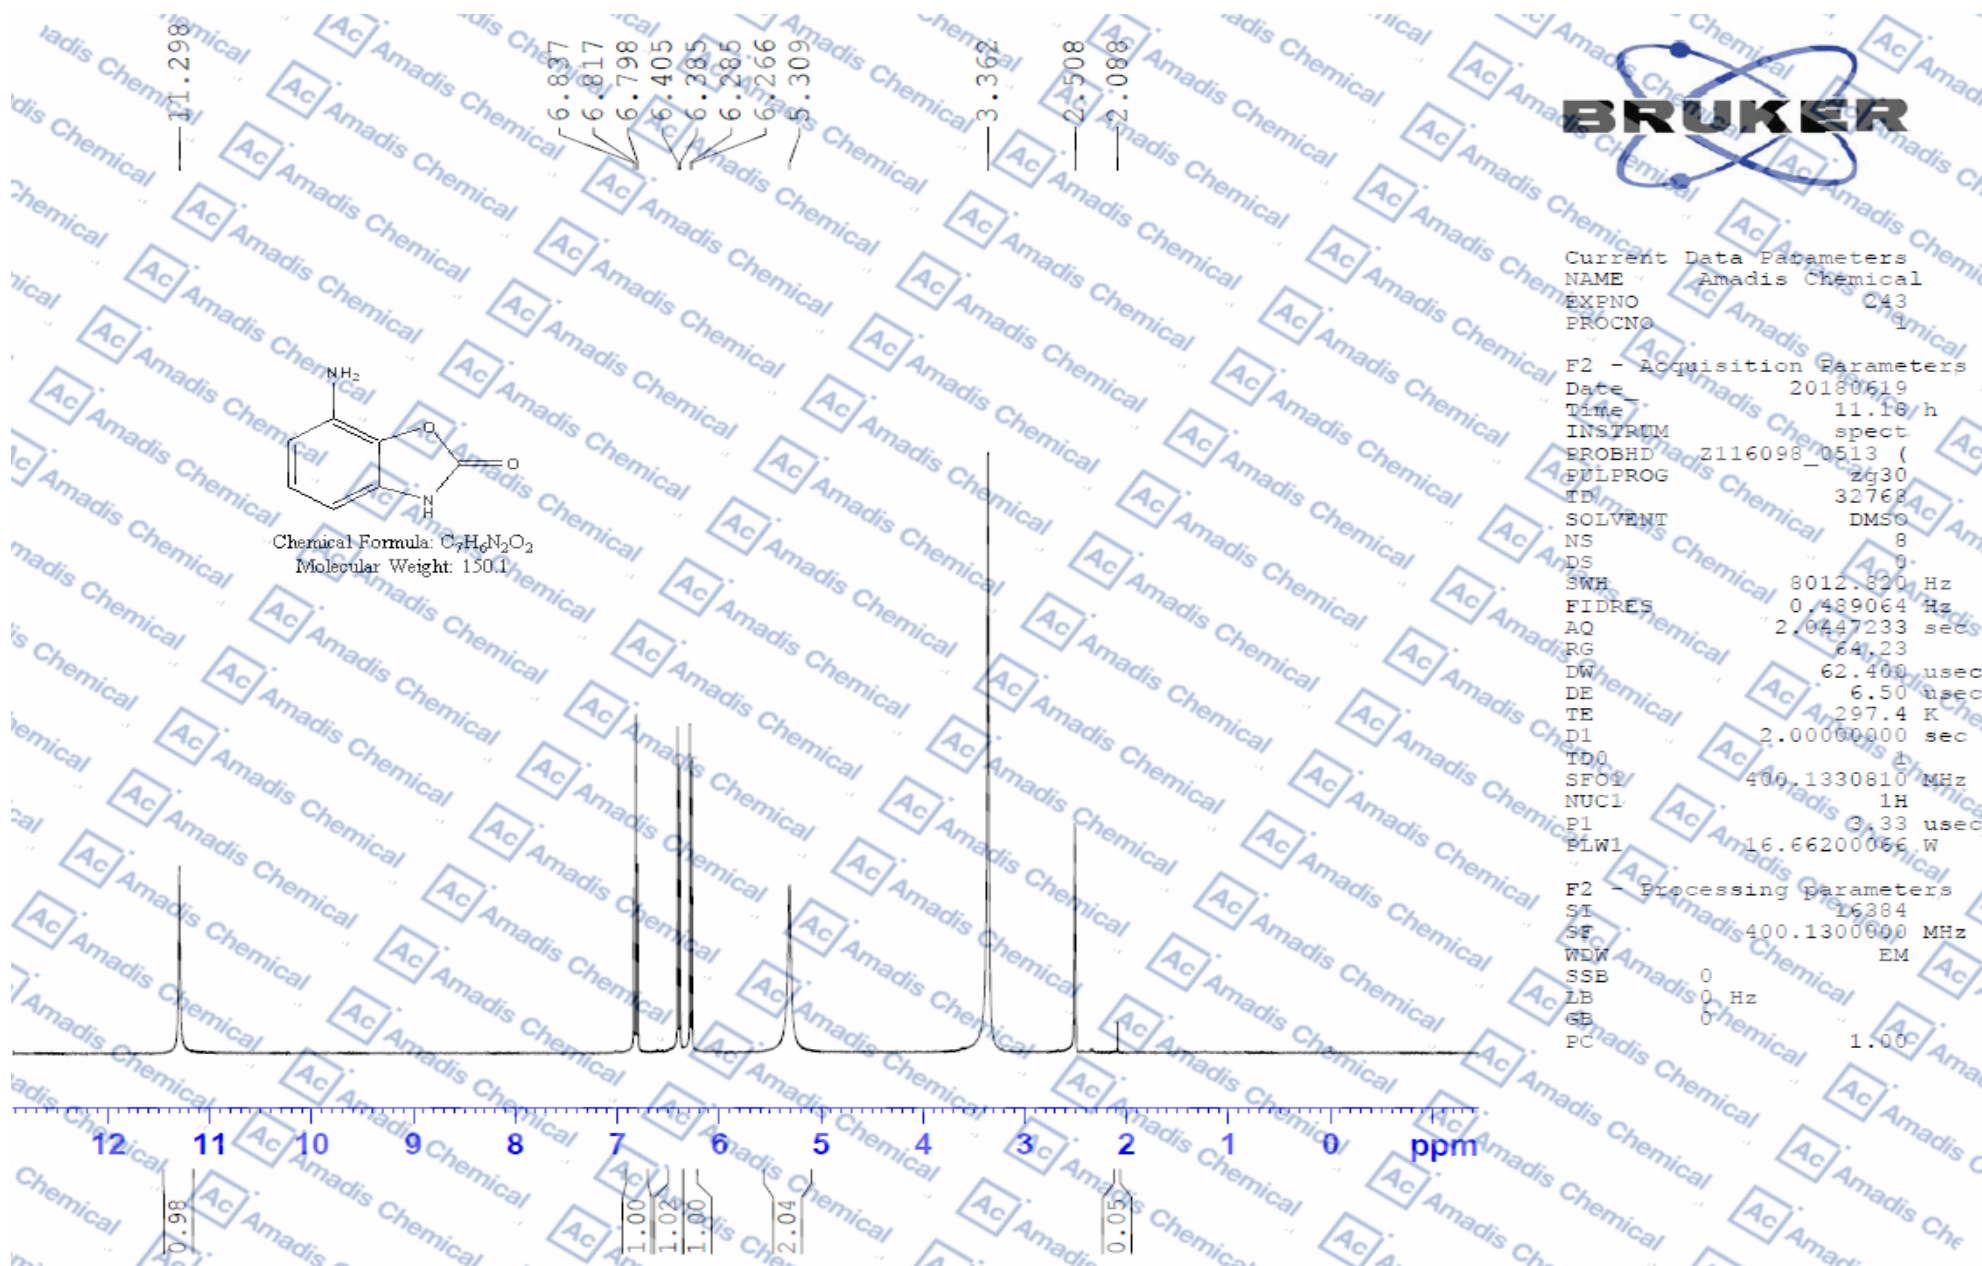 11.298
6.837
6.817
6.798
6.405
6.385
6.285
6.266
5.309
3.362
2.508
2.088
BRUKER
Current Data Parameters
NAME Amadis Chemical
EXPNO 243
PROCNO 1
F2 - Acquisition Parameters
Date_ 20180619
Time 11.18 h
INSTRUM spect
PROBHD Z116098_0513 (
PULPROG zg30
TD 32768
SOLVENT DMSO
NS 8
DS 0
SWH 8012.820 Hz
FIDRES 0.489064 Hz
AQ 2.0447233 sec
RG 64.23
DW 62.400 usec
DE 6.50 usec
TE 297.4 K
D1 2.00000000 sec
TD0 1
SFO1 400.1330810 MHz
NUC1 1H
P1 3.33 usec
PLW1 16.66200066 W
F2 - Processing parameters
SI 16384
SF 400.1300000 MHz
WDW EM
SSB 0
LB 0 Hz
GB 0
PC 1.00
NH₂
O
O
N
H
Chemical Formula: C₇H₆N₂O₂
Molecular Weight: 150.1
12 11 10 9 8 7 6 5 4 3 2 1 0 ppm
0.98
1.00
1.02
1.00
2.04
0.05
Ac Amadis Chemical